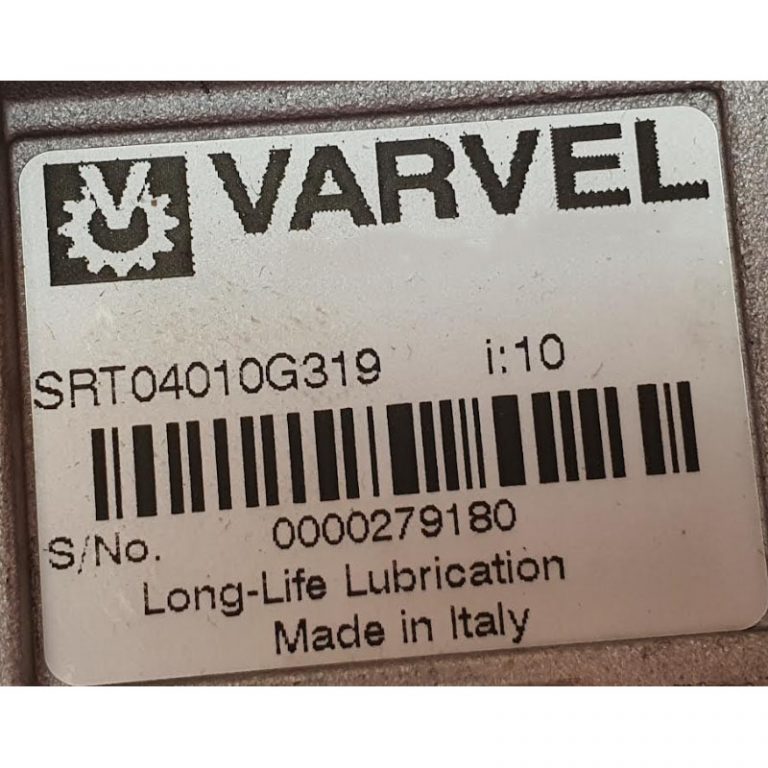 VARVEL
SRT04010G319 i:10
S/No. 0000279180
Long-Life Lubrication
Made in Italy